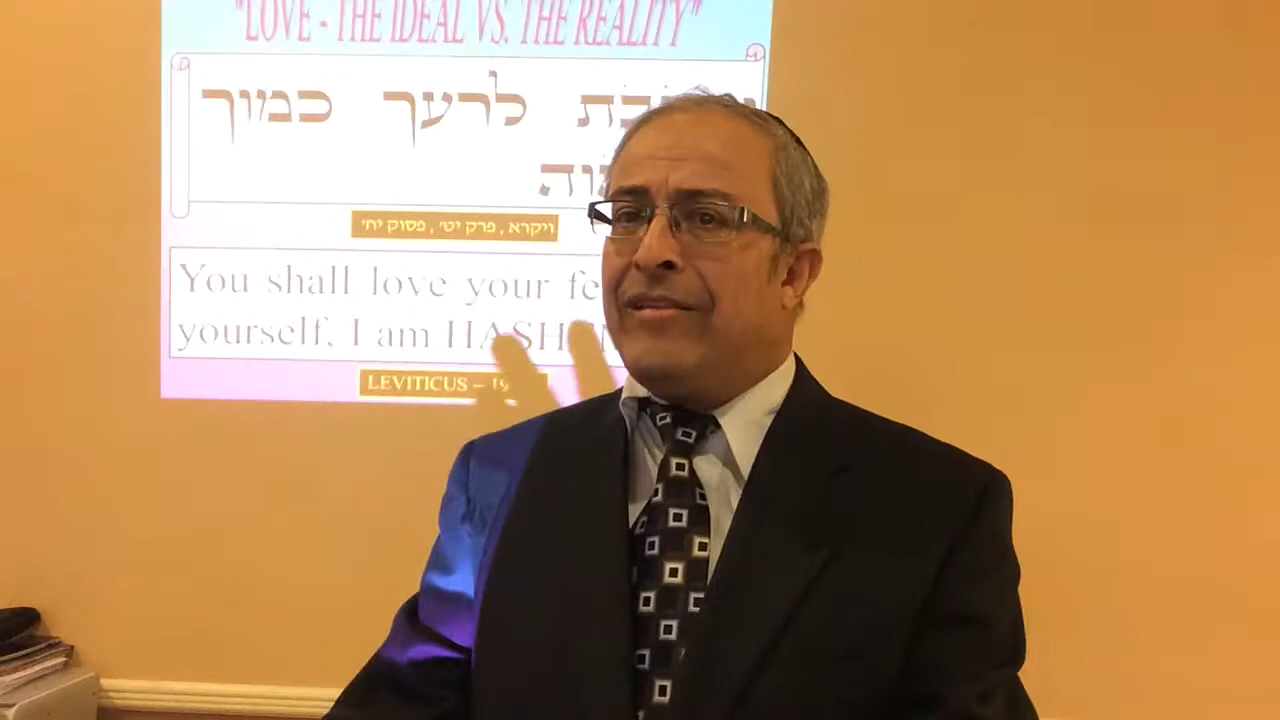 "LOVE - THE IDEAL VS. THE REALITY"
לרעך כמוך
ויקרא, פרק יט', פסוק יח'
You shall love your
yourself, I am
LEVITICUS –